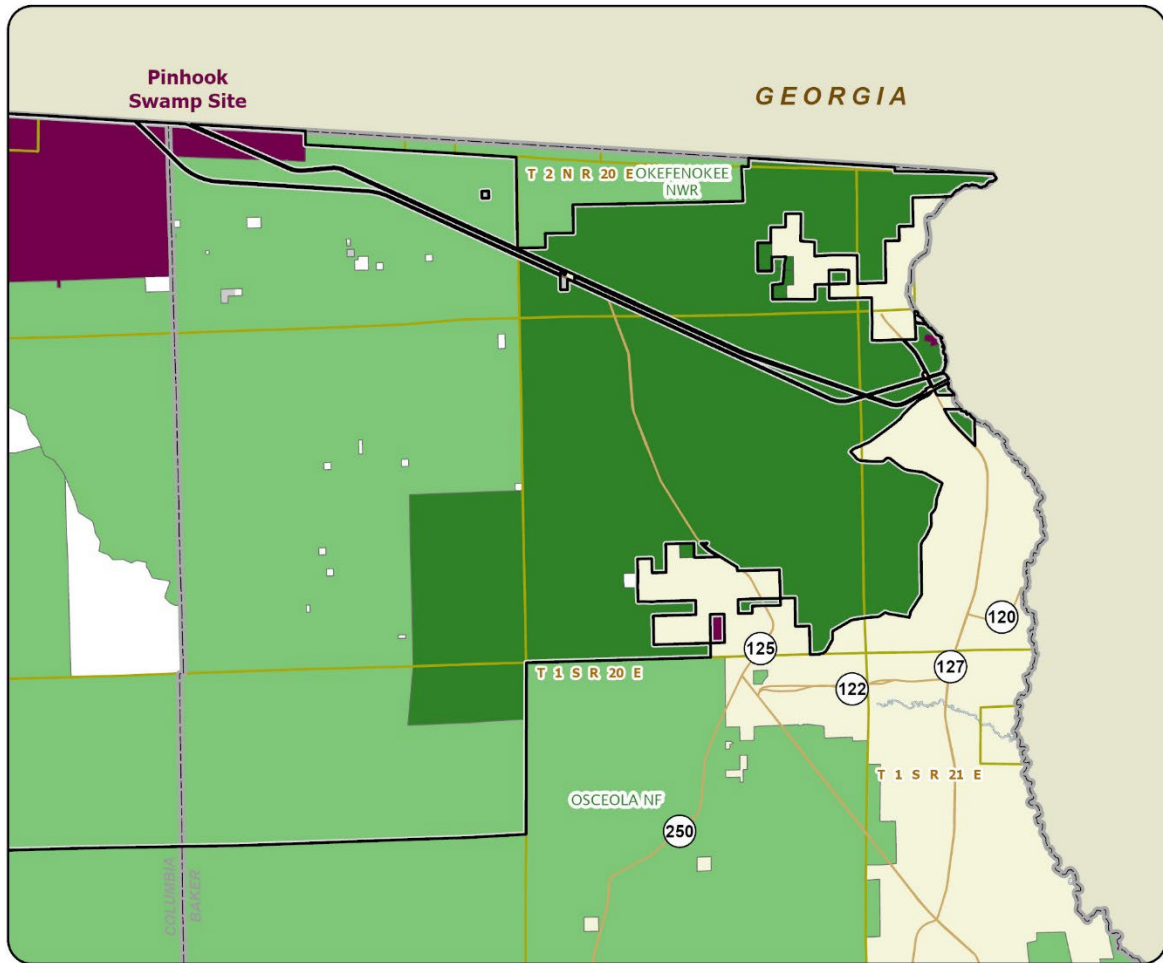 Pinhook
Swamp Site
GEORGIA
T 2 N R 20 E
OKEFENOKEE
NWR
120
125
127
122
T 1 S R 20 E
T 1 S R 21 E
OSCEOLA NF
250
COLUMBIA
BAKER